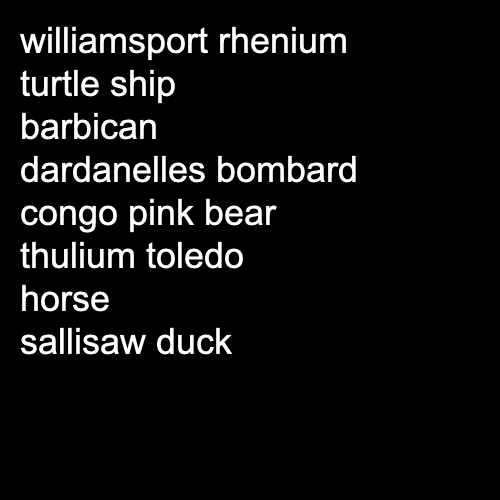 williamsport rhenium
turtle ship
barbican
dardanelles bombard
congo pink bear
thulium toledo
horse
sallisaw duck